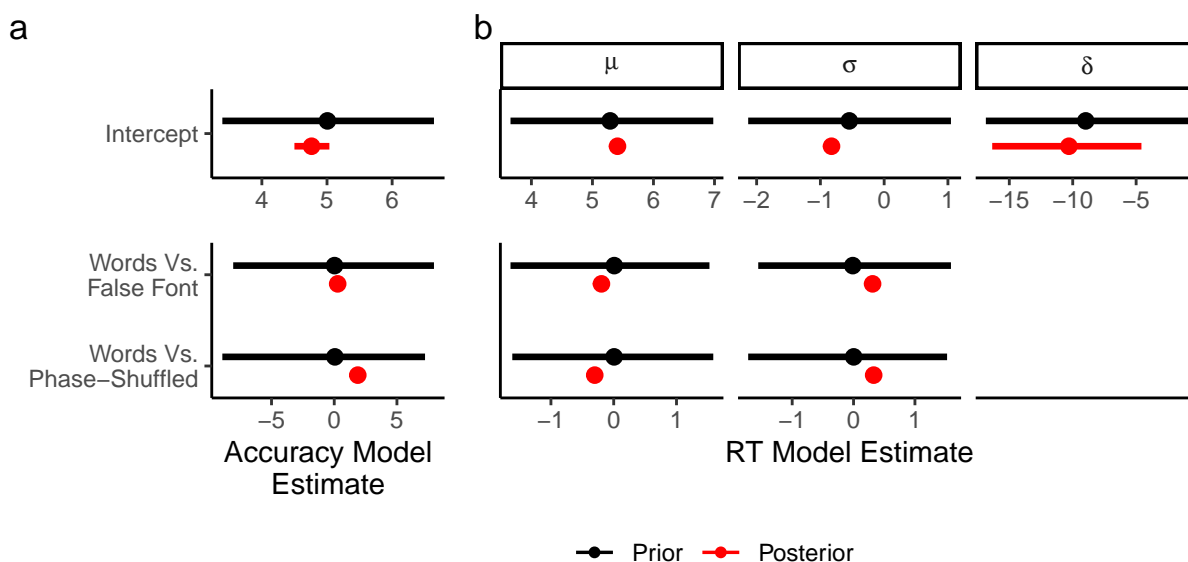 a
b
μ
σ
δ
Intercept
4 5 6
4 5 6 7
−2 −1 0 1
−15 −10 −5
Words Vs.
False Font
Words Vs.
Phase−Shuffled
−5 0 5
−1 0 1
−1 0 1
Accuracy Model
Estimate
RT Model Estimate
Prior
Posterior